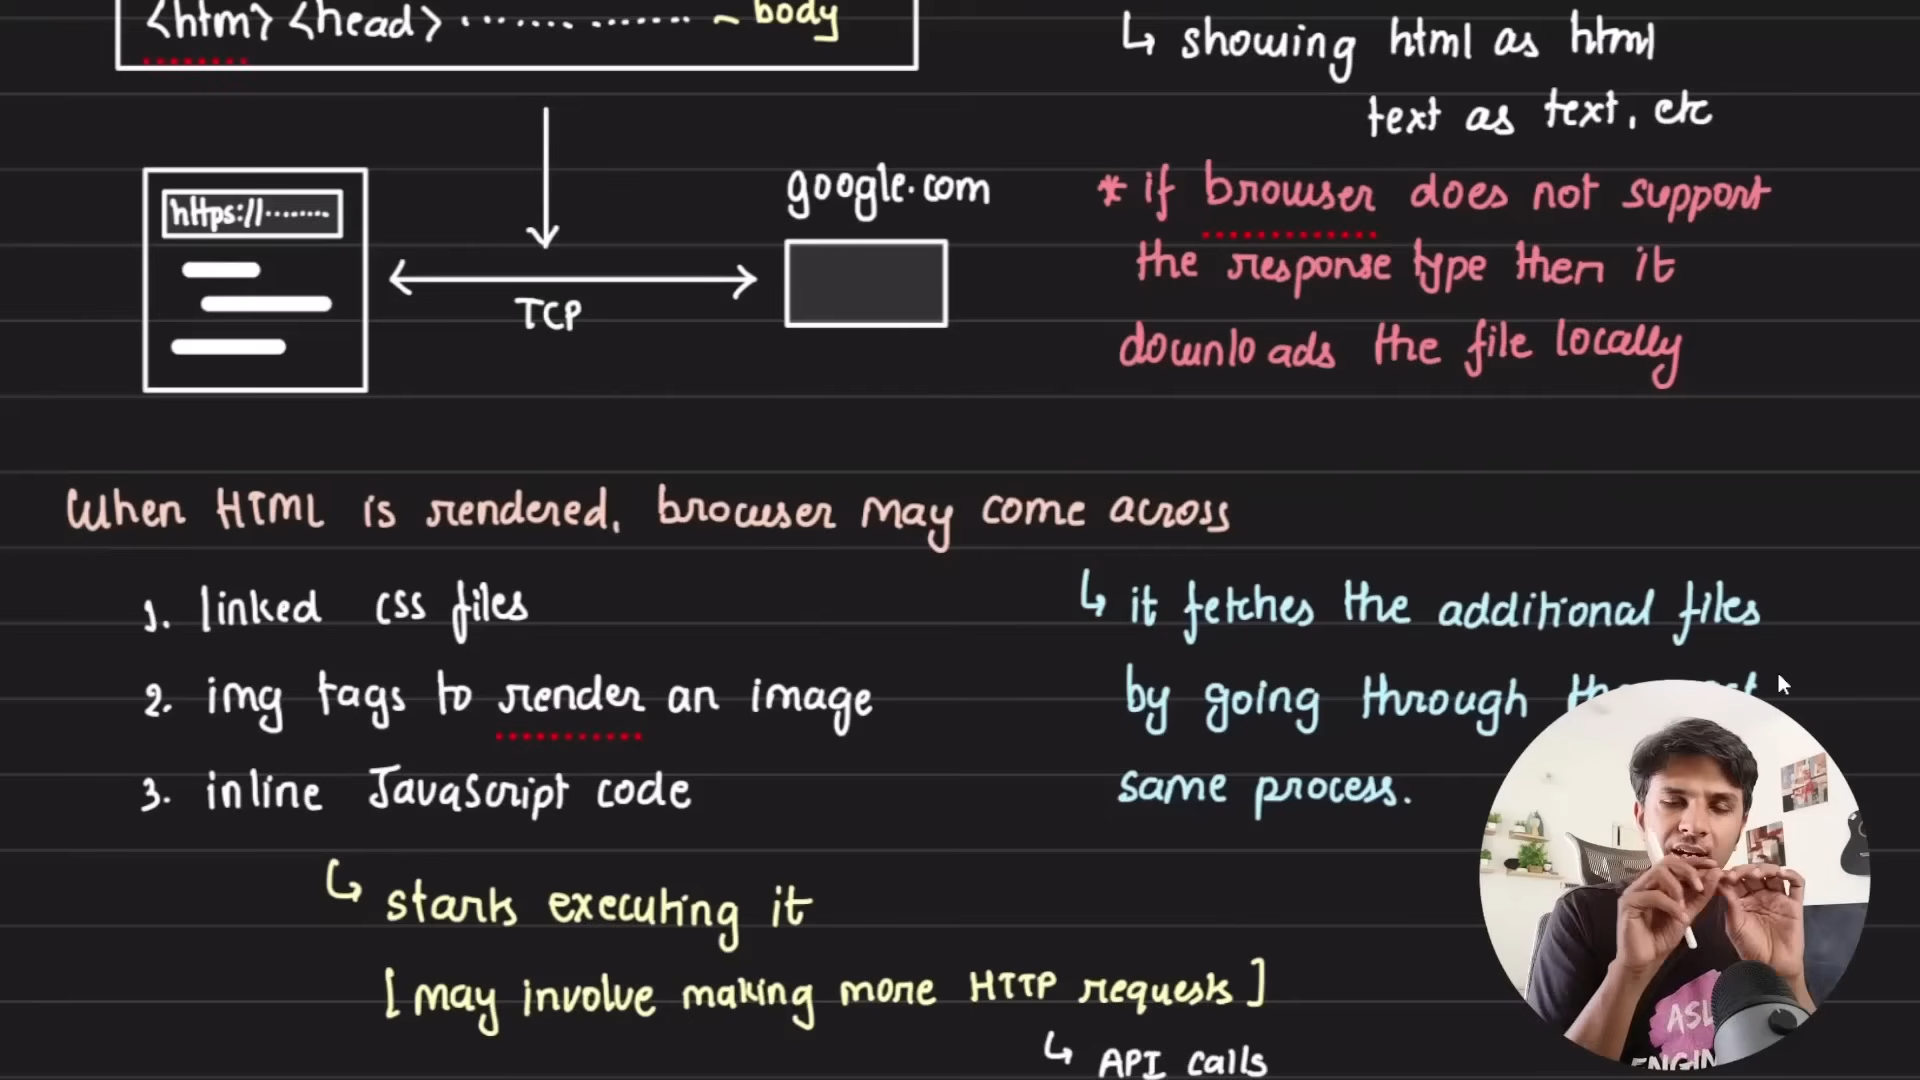 <htm> <head> ....... ....... ~ body
↳ showing html as html
text as text, etc
https://........
TCP
google.com
* if browser does not support
the response type then it
downloads the file locally
When HTML is rendered, browser may come across
1. linked css files
2. img tags to render an image
3. inline JavaScript code
↳ it fetches the additional files
by going through
same process.
↳ starts executing it
[may involve making more HTTP requests]
↳ API calls
ASL
ENGIN